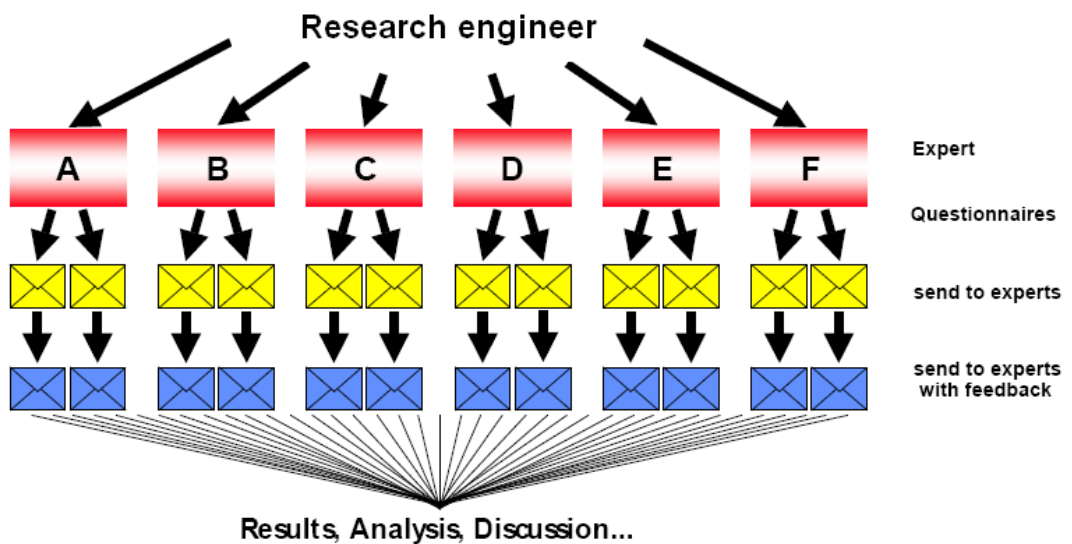 Research engineer
A B C D E F
Expert
Questionnaires
send to experts
send to experts
with feedback
Results, Analysis, Discussion...